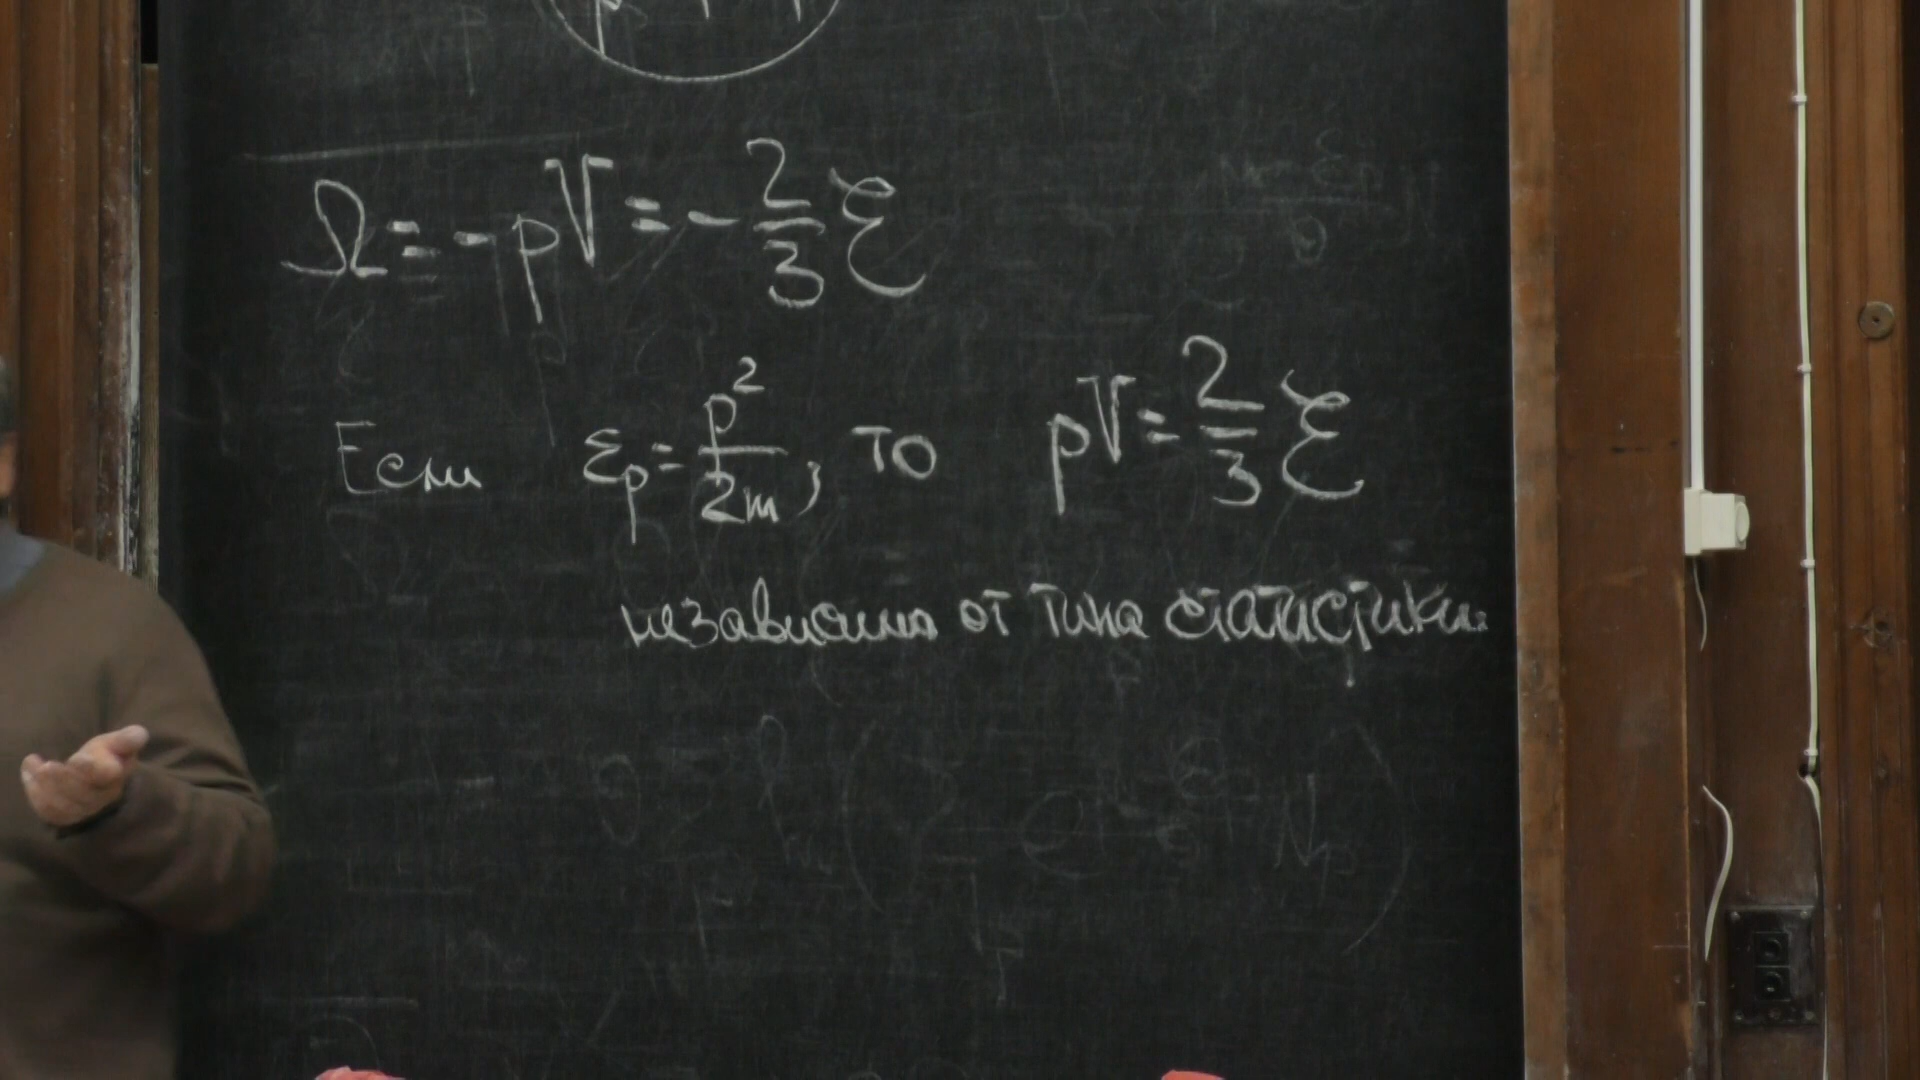 Ω = -pV = -2/3 ℰ
Если ε_p = p²/2m, то pV = 2/3 ℰ
независимо от типа статистики.